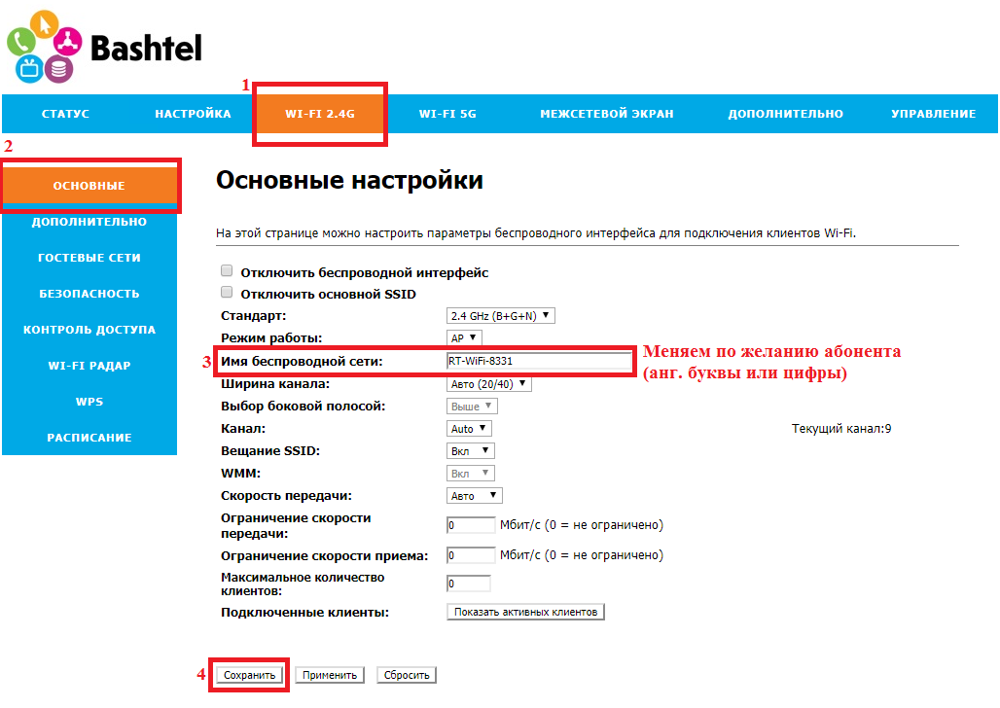 Bashtel
1
СТАТУС НАСТРОЙКА WI-FI 2.4G WI-FI 5G МЕЖСЕТЕВОЙ ЭКРАН ДОПОЛНИТЕЛЬНО УПРАВЛЕНИЕ
2
ОСНОВНЫЕ
ДОПОЛНИТЕЛЬНО
ГОСТЕВЫЕ СЕТИ
БЕЗОПАСНОСТЬ
КОНТРОЛЬ ДОСТУПА
WI-FI РАДАР
WPS
РАСПИСАНИЕ
Основные настройки
На этой странице можно настроить параметры беспроводного интерфейса для подключения клиентов Wi-Fi.
Отключить беспроводной интерфейс
Отключить основной SSID
Стандарт: 2.4 GHz (B+G+N)
Режим работы: AP
3 Имя беспроводной сети: RT-WiFi-8331 Меняем по желанию абонента
(анг. буквы или цифры)
Ширина канала: Авто (20/40)
Выбор боковой полосой: Выше
Канал: Auto Текущий канал:9
Вещание SSID: Вкл
WMM: Вкл
Скорость передачи: Авто
Ограничение скорости
передачи: 0 Мбит/с (0 = не ограничено)
Ограничение скорости приема: 0 Мбит/с (0 = не ограничено)
Максимальное количество
клиентов: 0
Подключенные клиенты: Показать активных клиентов
4 Сохранить Применить Сбросить